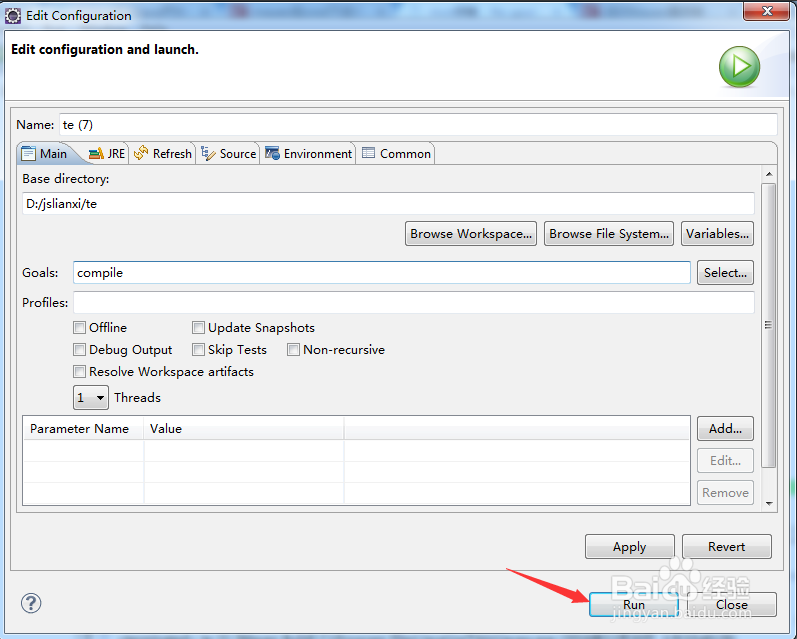 Edit Configuration
Edit configuration and launch.
Name: te (7)
Main JRE Refresh Source Environment Common
Base directory:
D:/jslianxi/te
Browse Workspace... Browse File System... Variables...
Goals: compile Select...
Profiles:
Offline Update Snapshots
Debug Output Skip Tests Non-recursive
Resolve Workspace artifacts
1 Threads
Parameter Name Value Add...
Edit...
Remove
Apply Revert
Baidu 经验
Run Close
jingyan.baidu.com